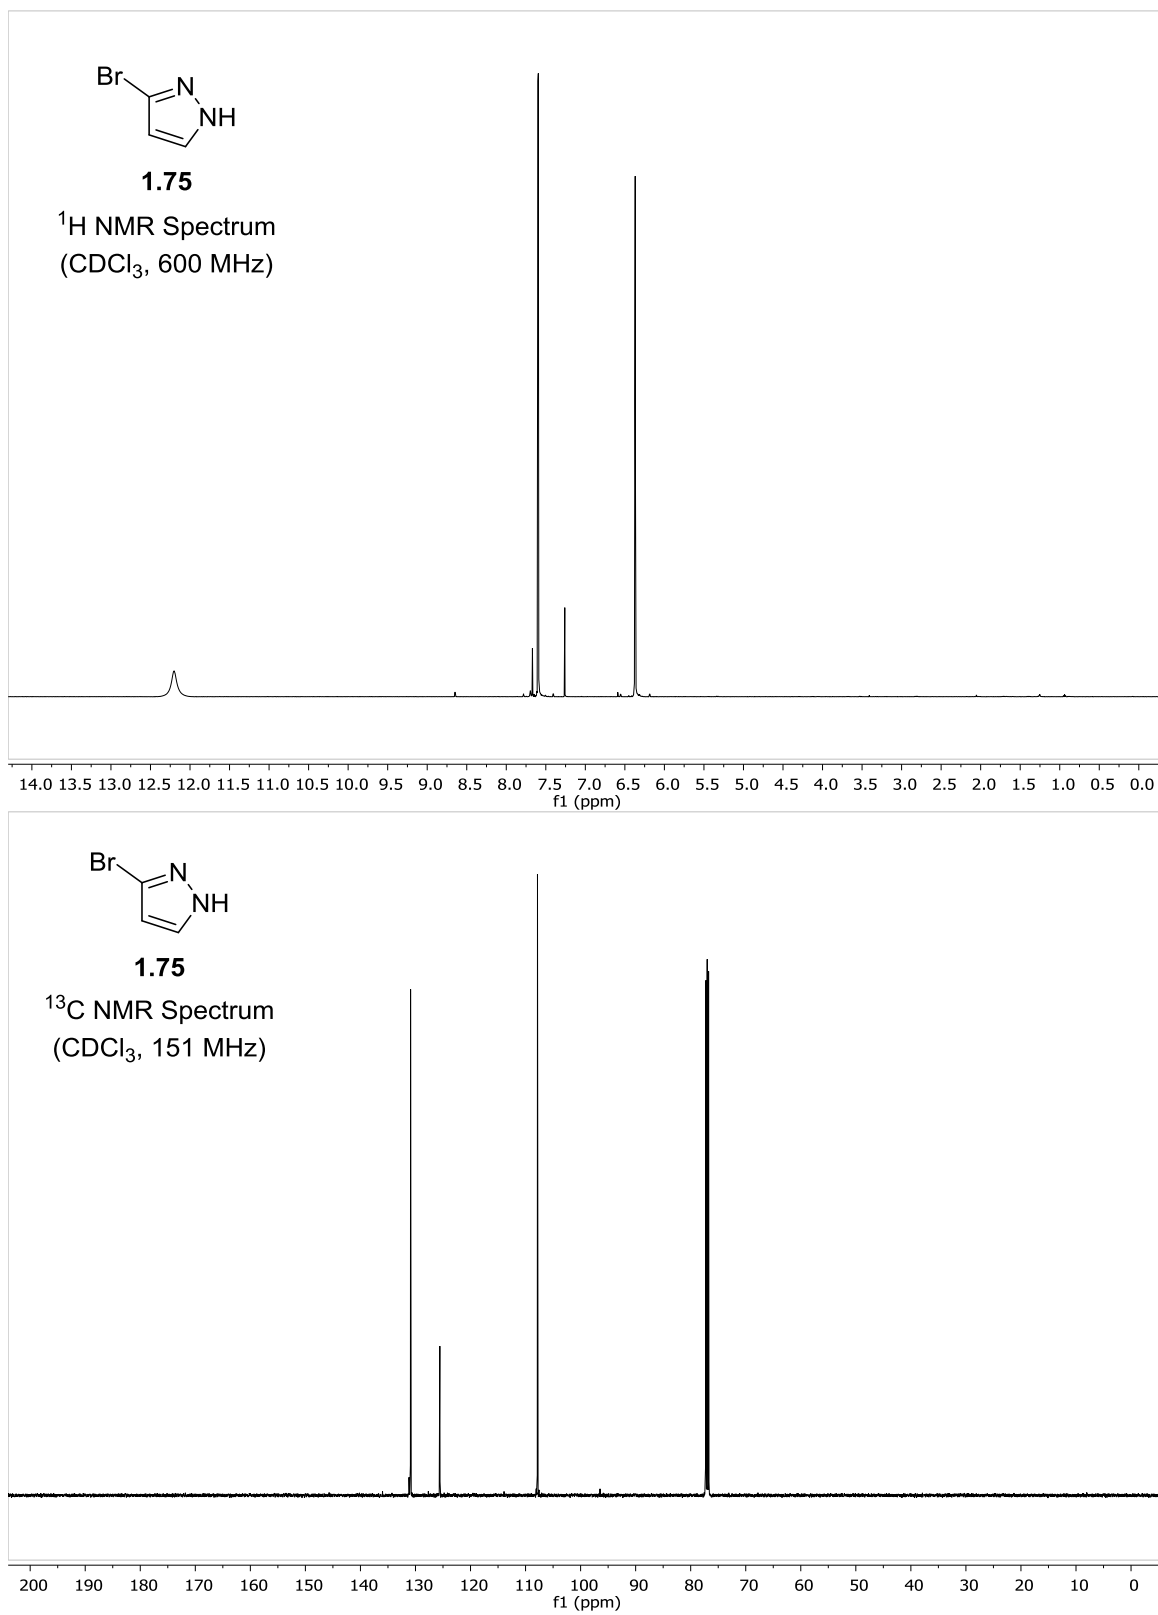 Br
N
NH
1.75
¹H NMR Spectrum
(CDCl₃, 600 MHz)
14.0 13.5 13.0 12.5 12.0 11.5 11.0 10.5 10.0 9.5 9.0 8.5 8.0 7.5 7.0 6.5 6.0 5.5 5.0 4.5 4.0 3.5 3.0 2.5 2.0 1.5 1.0 0.5 0.0
f1 (ppm)
Br
N
NH
1.75
¹³C NMR Spectrum
(CDCl₃, 151 MHz)
200 190 180 170 160 150 140 130 120 110 100 90 80 70 60 50 40 30 20 10 0
f1 (ppm)